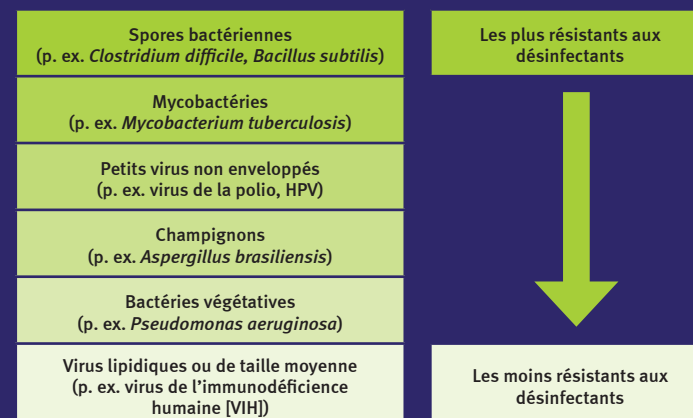 Spores bactériennes
(p. ex. Clostridium difficile, Bacillus subtilis)
Les plus résistants aux
désinfectants
Mycobactéries
(p. ex. Mycobacterium tuberculosis)
Petits virus non enveloppés
(p. ex. virus de la polio, HPV)
Champignons
(p. ex. Aspergillus brasiliensis)
Bactéries végétatives
(p. ex. Pseudomonas aeruginosa)
Virus lipidiques ou de taille moyenne
(p. ex. virus de l’immunodéficience
humaine [VIH])
Les moins résistants aux
désinfectants